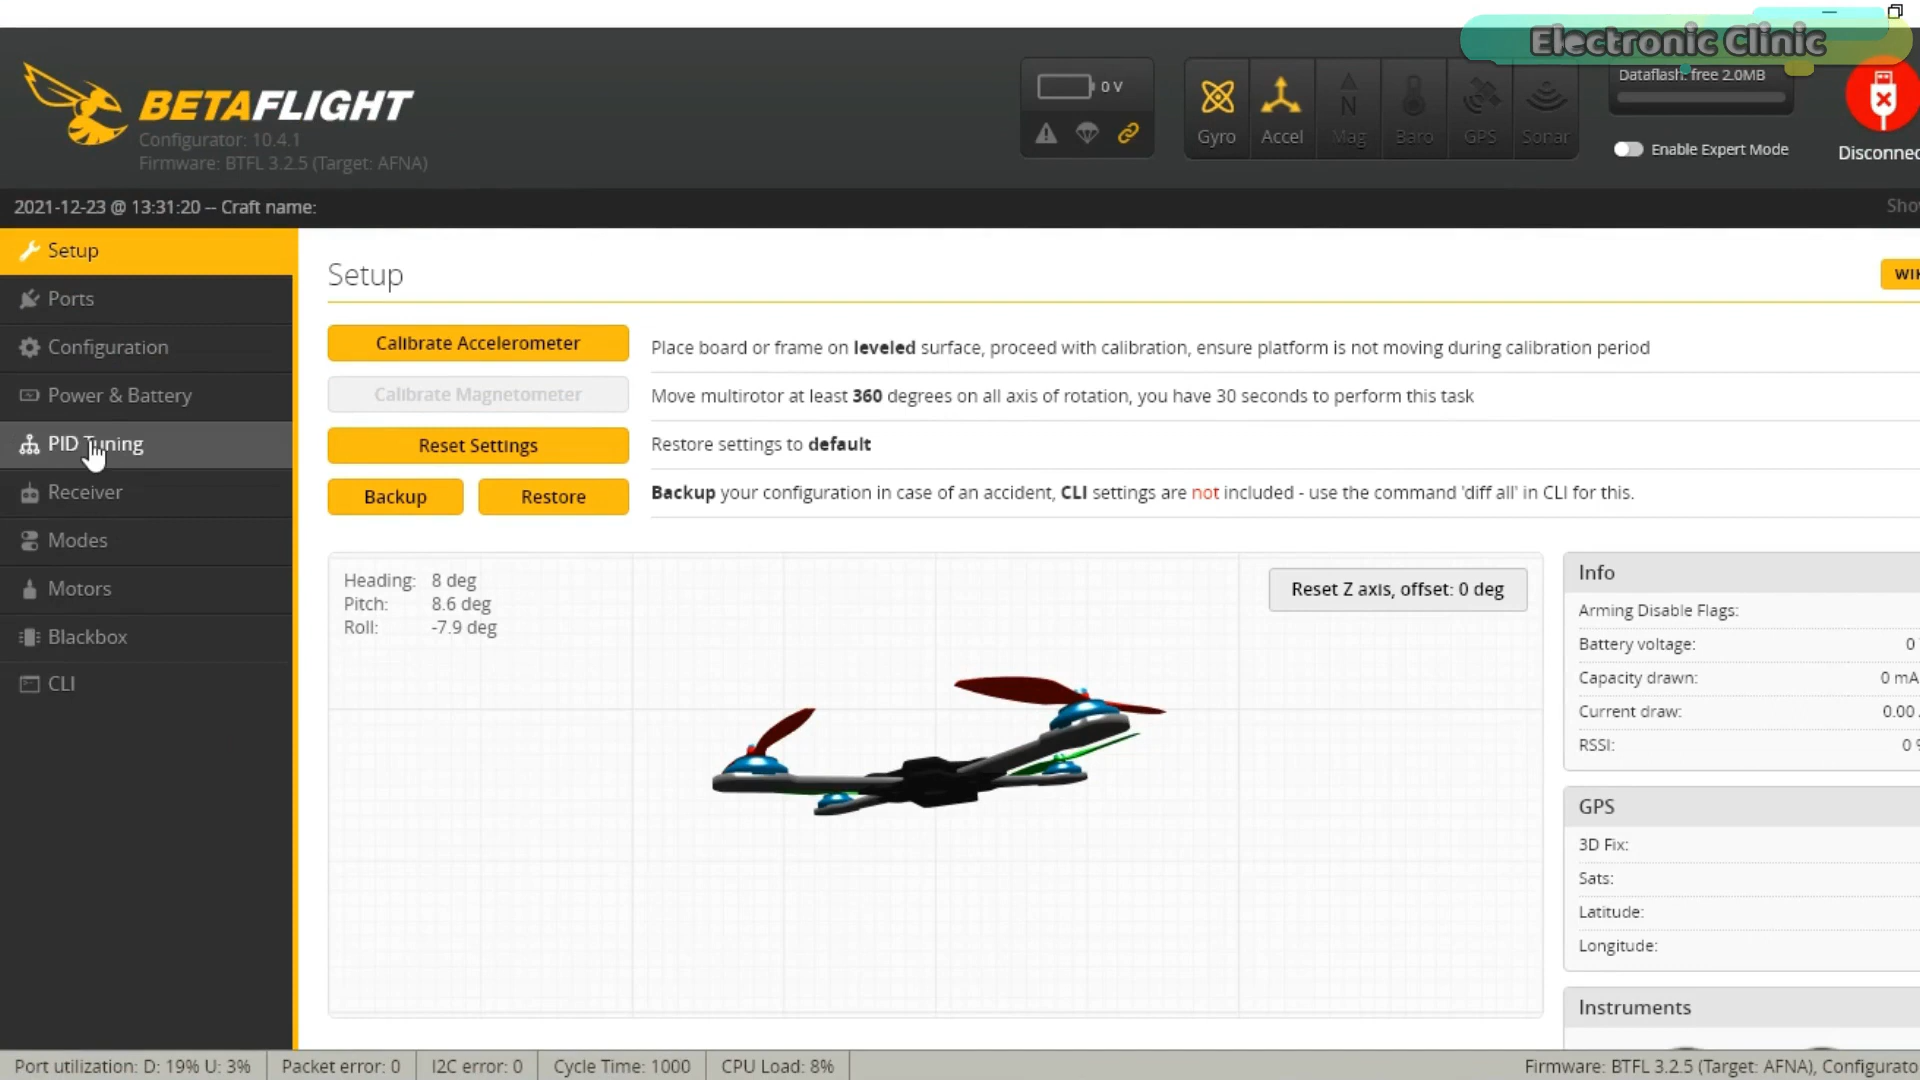 Electronic Clinic
BETAFLIGHT
Configurator: 10.4.1
Firmware: BTFL 3.2.5 (Target: AFNA)
0 V
Gyro
Accel
Mag
Baro
GPS
Sonar
Dataflash: free 2.0MB
Enable Expert Mode
Disconnec
2021-12-23 @ 13:31:20 -- Craft name:
Sho
Setup
Ports
Configuration
Power & Battery
PID Tuning
Receiver
Modes
Motors
Blackbox
CLI
Setup
WIK
Calibrate Accelerometer
Place board or frame on leveled surface, proceed with calibration, ensure platform is not moving during calibration period
Calibrate Magnetometer
Move multirotor at least 360 degrees on all axis of rotation, you have 30 seconds to perform this task
Reset Settings
Restore settings to default
Backup
Restore
Backup your configuration in case of an accident, CLI settings are not included - use the command 'diff all' in CLI for this.
Heading: 8 deg
Pitch: 8.6 deg
Roll: -7.9 deg
Reset Z axis, offset: 0 deg
Info
Arming Disable Flags:
Battery voltage: 0
Capacity drawn: 0 mA
Current draw: 0.00
RSSI: 0
GPS
3D Fix:
Sats:
Latitude:
Longitude:
Instruments
Port utilization: D: 19% U: 3%
Packet error: 0
I2C error: 0
Cycle Time: 1000
CPU Load: 8%
Firmware: BTFL 3.2.5 (Target: AFNA), Configurato